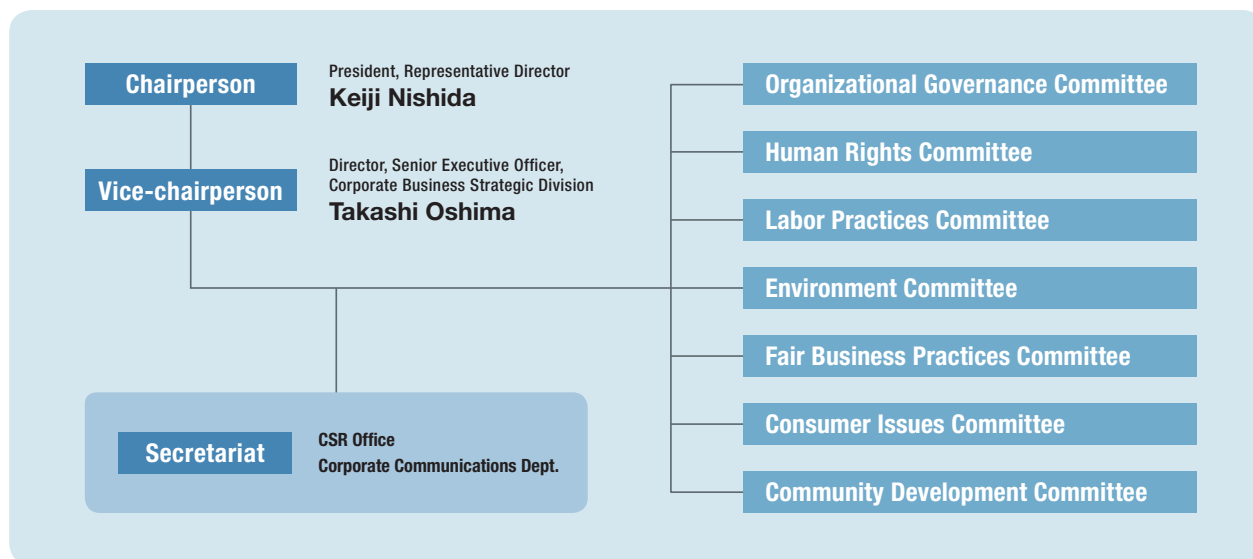 Chairperson
President, Representative Director
Keiji Nishida
Vice-chairperson
Director, Senior Executive Officer,
Corporate Business Strategic Division
Takashi Oshima
Secretariat
CSR Office
Corporate Communications Dept.
Organizational Governance Committee
Human Rights Committee
Labor Practices Committee
Environment Committee
Fair Business Practices Committee
Consumer Issues Committee
Community Development Committee